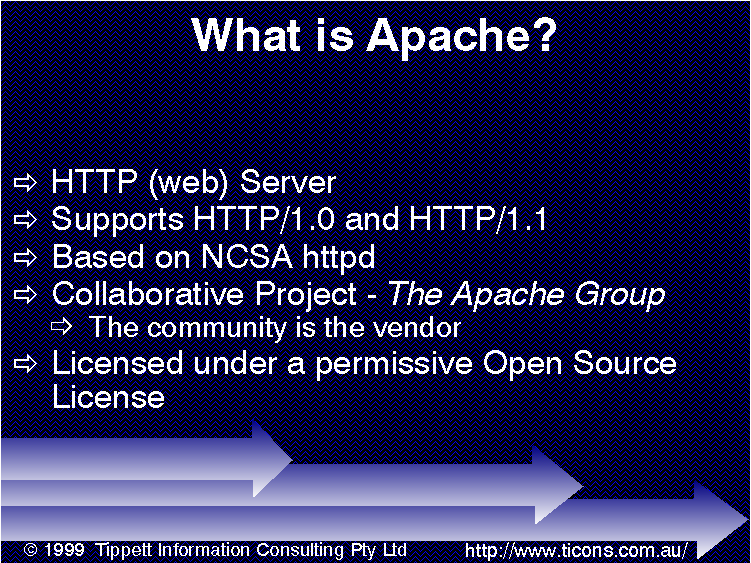 What is Apache?
⇨ HTTP (web) Server
⇨ Supports HTTP/1.0 and HTTP/1.1
⇨ Based on NCSA httpd
⇨ Collaborative Project - The Apache Group
⇨ The community is the vendor
⇨ Licensed under a permissive Open Source
License
© 1999 Tippett Information Consulting Pty Ltd
http://www.ticons.com.au/